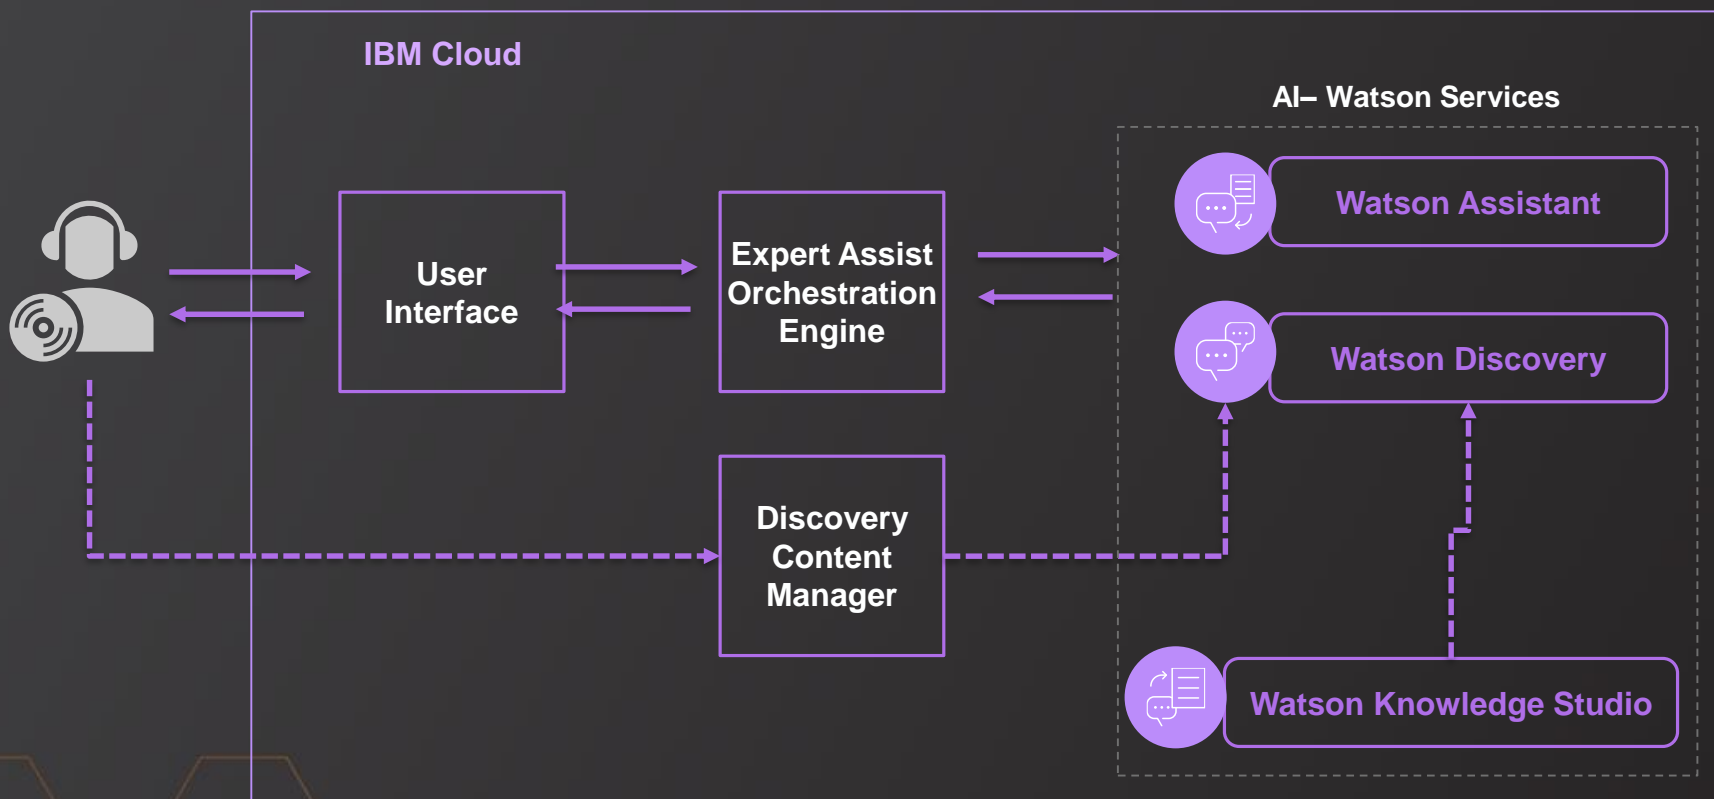 IBM Cloud
AI– Watson Services
User
Interface
Expert Assist
Orchestration
Engine
Watson Assistant
Watson Discovery
Discovery
Content
Manager
Watson Knowledge Studio